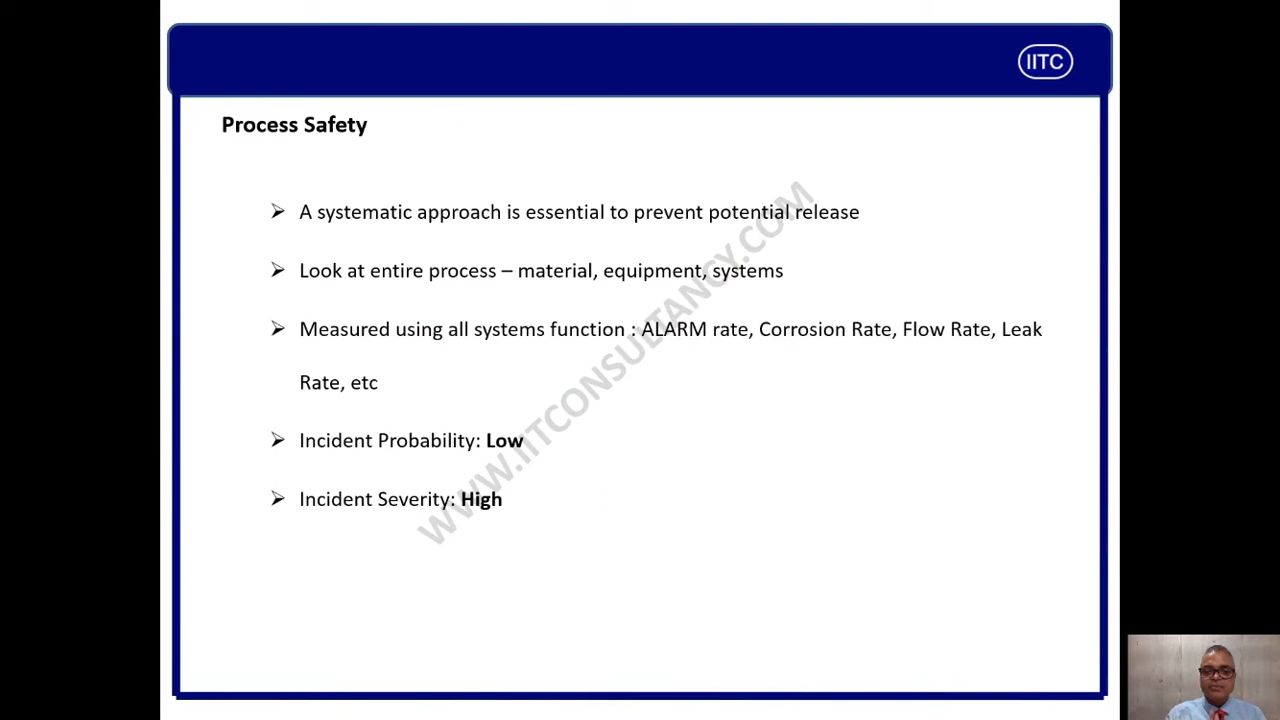 IITC
Process Safety
➢ A systematic approach is essential to prevent potential release
➢ Look at entire process – material, equipment, systems
➢ Measured using all systems function : ALARM rate, Corrosion Rate, Flow Rate, Leak
Rate, etc
➢ Incident Probability: Low
➢ Incident Severity: High
WWW.IITCONSULTANCY.COM